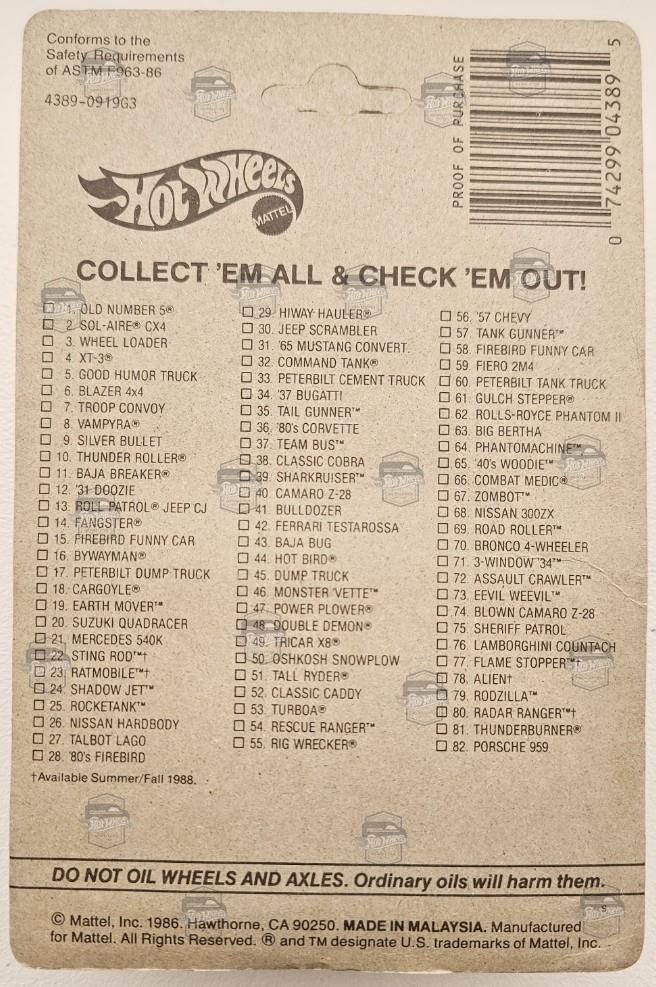 Conforms to the
Safety Requirements
of ASTM F963-86
4389-0919G3
PROOF OF PURCHASE
0 74299 04389 5
Hot Wheels
MATTEL
COLLECT 'EM ALL & CHECK 'EM OUT!
1. OLD NUMBER 5®
2. SOL-AIRE® CX4
3. WHEEL LOADER
4. XT-3®
5. GOOD HUMOR TRUCK
6. BLAZER 4x4
7. TROOP CONVOY
8. VAMPYRA®
9. SILVER BULLET
10. THUNDER ROLLER®
11. BAJA BREAKER®
12. '31 DOOZIE
13. ROLL PATROL® JEEP CJ
14. FANGSTER®
15. FIREBIRD FUNNY CAR
16. BYWAYMAN®
17. PETERBILT DUMP TRUCK
18. CARGOYLE®
19. EARTH MOVER™
20. SUZUKI QUADRACER
21. MERCEDES 540K
22. STING ROD™†
23. RATMOBILE™†
24. SHADOW JET™
25. ROCKETANK™
26. NISSAN HARDBODY
27. TALBOT LAGO
28. '80's FIREBIRD
†Available Summer/Fall 1988.
29. HIWAY HAULER®
30. JEEP SCRAMBLER
31. '65 MUSTANG CONVERT.
32. COMMAND TANK®
33. PETERBILT CEMENT TRUCK
34. '37 BUGATTI
35. TAIL GUNNER™
36. '80's CORVETTE
37. TEAM BUS™
38. CLASSIC COBRA
39. SHARKRUISER™
40. CAMARO Z-28
41. BULLDOZER
42. FERRARI TESTAROSSA
43. BAJA BUG
44. HOT BIRD®
45. DUMP TRUCK
46. MONSTER 'VETTE™
47. POWER PLOWER®
48. DOUBLE DEMON®
49. TRICAR X8®
50. OSHKOSH SNOWPLOW
51. TALL RYDER®
52. CLASSIC CADDY
53. TURBOA®
54. RESCUE RANGER™
55. RIG WRECKER®
56. '57 CHEVY
57. TANK GUNNER™
58. FIREBIRD FUNNY CAR
59. FIERO 2M4
60. PETERBILT TANK TRUCK
61. GULCH STEPPER®
62. ROLLS-ROYCE PHANTOM II
63. BIG BERTHA
64. PHANTOMACHINE™
65. '40's WOODIE™
66. COMBAT MEDIC®
67. ZOMBOT™
68. NISSAN 300ZX
69. ROAD ROLLER™
70. BRONCO 4-WHEELER
71. 3-WINDOW '34™
72. ASSAULT CRAWLER™
73. EEVIL WEEVIL™
74. BLOWN CAMARO Z-28
75. SHERIFF PATROL
76. LAMBORGHINI COUNTACH
77. FLAME STOPPER™†
78. ALIEN†
79. RODZILLA™
80. RADAR RANGER™†
81. THUNDERBURNER®
82. PORSCHE 959
DO NOT OIL WHEELS AND AXLES. Ordinary oils will harm them.
S
© Mattel, Inc. 1986. Hawthorne, CA 90250. MADE IN MALAYSIA. Manufactured
for Mattel. All Rights Reserved. ® and TM designate U.S. trademarks of Mattel, Inc.